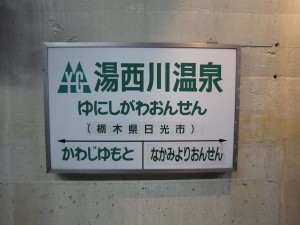 湯西川温泉
ゆにしがわおんせん
(栃木県日光市)
かわじゆもと
なかみよりおんせん